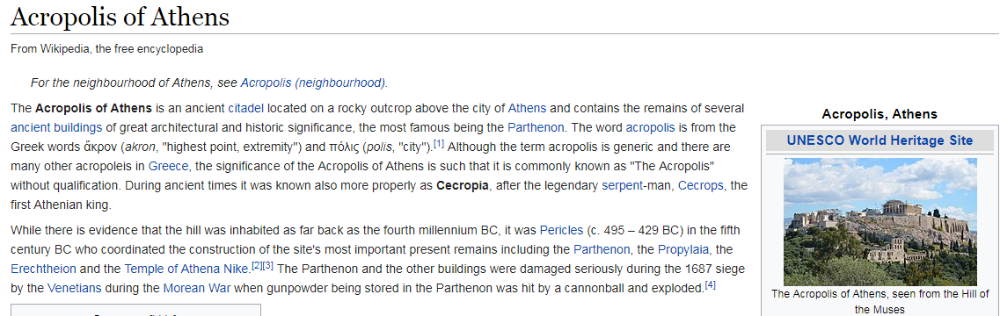 Acropolis of Athens
From Wikipedia, the free encyclopedia
For the neighbourhood of Athens, see Acropolis (neighbourhood).
The Acropolis of Athens is an ancient citadel located on a rocky outcrop above the city of Athens and contains the remains of several
ancient buildings of great architectural and historic significance, the most famous being the Parthenon. The word acropolis is from the
Greek words ἄκρον (akron, "highest point, extremity") and πόλις (polis, "city").[1] Although the term acropolis is generic and there are
many other acropoleis in Greece, the significance of the Acropolis of Athens is such that it is commonly known as "The Acropolis"
without qualification. During ancient times it was known also more properly as Cecropia, after the legendary serpent-man, Cecrops, the
first Athenian king.
While there is evidence that the hill was inhabited as far back as the fourth millennium BC, it was Pericles (c. 495 – 429 BC) in the fifth
century BC who coordinated the construction of the site's most important present remains including the Parthenon, the Propylaia, the
Erechtheion and the Temple of Athena Nike.[2][3] The Parthenon and the other buildings were damaged seriously during the 1687 siege
by the Venetians during the Morean War when gunpowder being stored in the Parthenon was hit by a cannonball and exploded.[4]
Acropolis, Athens
UNESCO World Heritage Site
The Acropolis of Athens, seen from the Hill of
the Muses